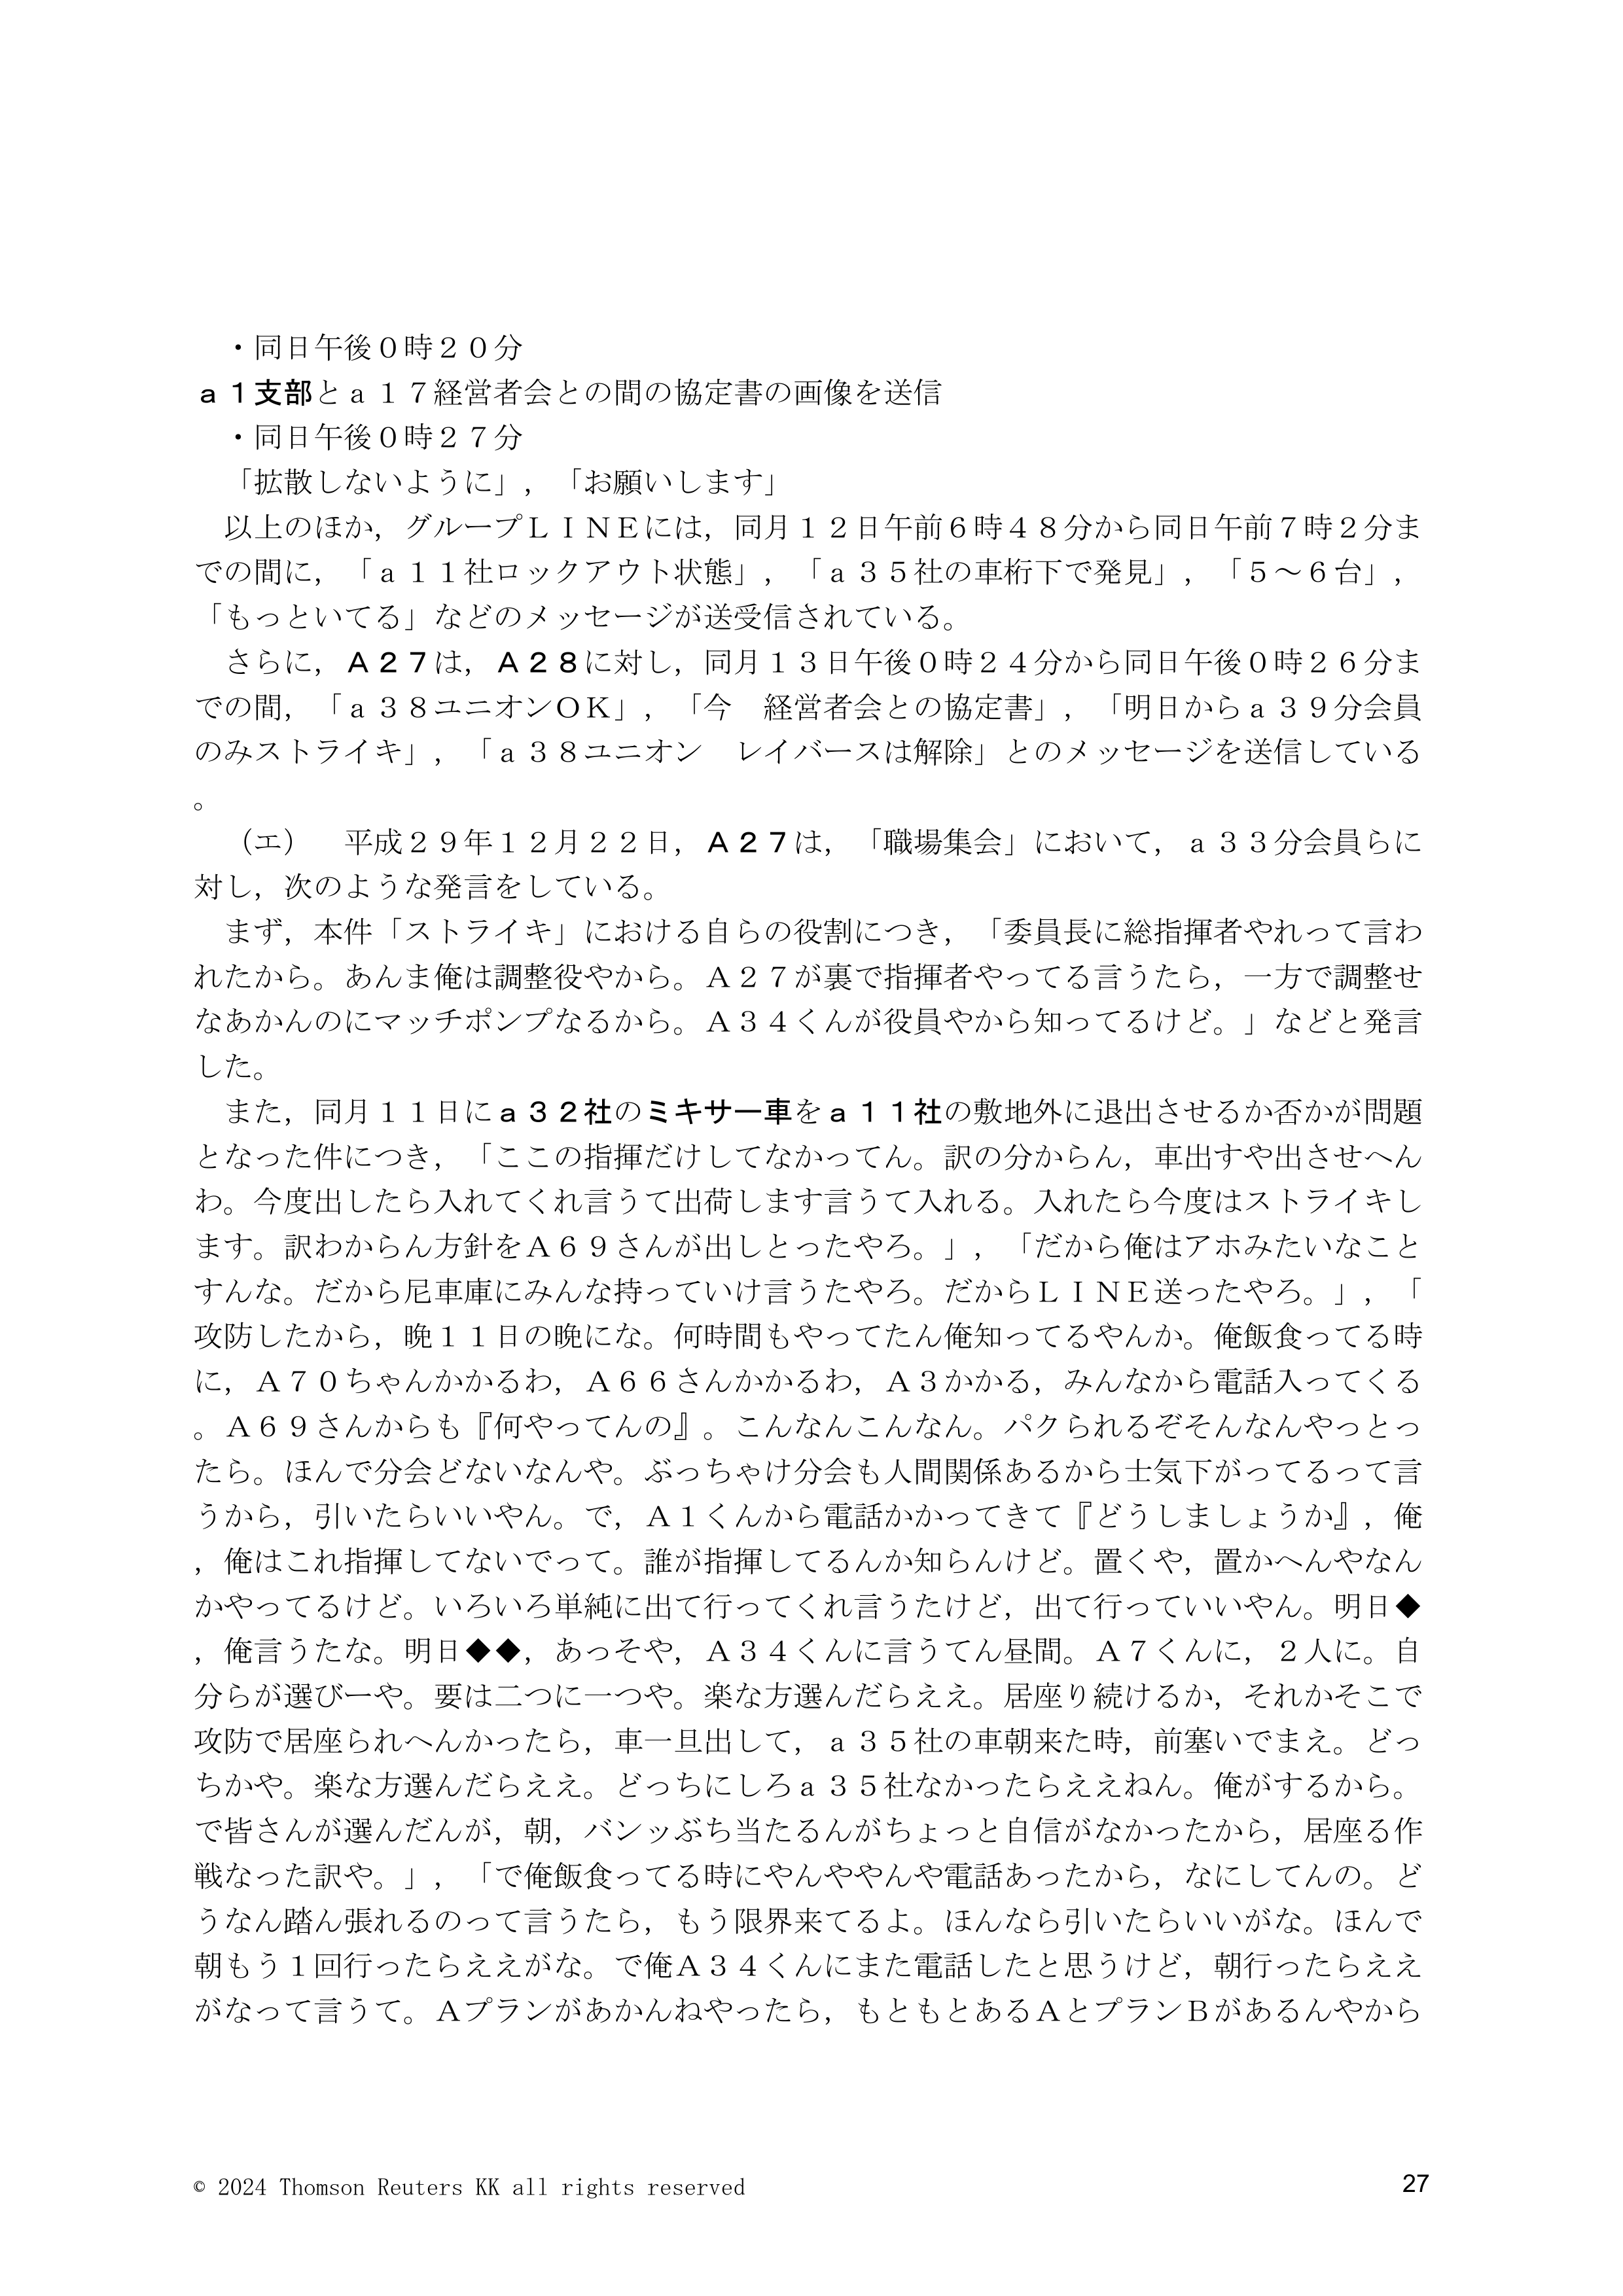 ・同日午後０時２０分
ａ１支部とａ１７経営者会との間の協定書の画像を送信
・同日午後０時２７分
「拡散しないように」，「お願いします」
以上のほか，グループＬＩＮＥには，同月１２日午前６時４８分から同日午前７時２分ま
での間に，「ａ１１社ロックアウト状態」，「ａ３５社の車桁下で発見」，「５～６台」，
「もっといてる」などのメッセージが送受信されている。
さらに，Ａ２７は，Ａ２８に対し，同月１３日午後０時２４分から同日午後０時２６分ま
での間，「ａ３８ユニオンＯＫ」，「今　経営者会との協定書」，「明日からａ３９分会員
のみストライキ」，「ａ３８ユニオン　レイバースは解除」とのメッセージを送信している
。
（エ）　平成２９年１２月２２日，Ａ２７は，「職場集会」において，ａ３３分会員らに
対し，次のような発言をしている。
まず，本件「ストライキ」における自らの役割につき，「委員長に総指揮者やれって言わ
れたから。あんま俺は調整役やから。Ａ２７が裏で指揮者やってる言うたら，一方で調整せ
なあかんのにマッチポンプなるから。Ａ３４くんが役員やから知ってるけど。」などと発言
した。
また，同月１１日にａ３２社のミキサー車をａ１１社の敷地外に退出させるか否かが問題
となった件につき，「ここの指揮だけしてなかってん。訳の分からん，車出すや出させへん
わ。今度出したら入れてくれ言うて出荷します言うて入れる。入れたら今度はストライキし
ます。訳わからん方針をＡ６９さんが出しとったやろ。」，「だから俺はアホみたいなこと
すんな。だから尼車庫にみんな持っていけ言うたやろ。だからＬＩＮＥ送ったやろ。」，「
攻防したから，晩１１日の晩にな。何時間もやってたん俺知ってるやんか。俺飯食ってる時
に，Ａ７０ちゃんかかるわ，Ａ６６さんかかるわ，Ａ３かかる，みんなから電話入ってくる
。Ａ６９さんからも『何やってんの』。こんなんこんなん。パクられるぞそんなんやっとっ
たら。ほんで分会どないなんや。ぶっちゃけ分会も人間関係あるから士気下がってるって言
うから，引いたらいいやん。で，Ａ１くんから電話かかってきて『どうしましょうか』，俺
，俺はこれ指揮してないでって。誰が指揮してるんか知らんけど。置くや，置かへんやなん
かやってるけど。いろいろ単純に出て行ってくれ言うたけど，出て行っていいやん。明日◆
，俺言うたな。明日◆◆，あっそや，Ａ３４くんに言うてん昼間。Ａ７くんに，２人に。自
分らが選びーや。要は二つに一つや。楽な方選んだらええ。居座り続けるか，それかそこで
攻防で居座られへんかったら，車一旦出して，ａ３５社の車朝来た時，前塞いでまえ。どっ
ちかや。楽な方選んだらええ。どっちにしろａ３５社なかったらええねん。俺がするから。
で皆さんが選んだんが，朝，バンッぶち当たるんがちょっと自信がなかったから，居座る作
戦なった訳や。」，「で俺飯食ってる時にやんややんや電話あったから，なにしてんの。ど
うなん踏ん張れるのって言うたら，もう限界来てるよ。ほんなら引いたらいいがな。ほんで
朝もう１回行ったらええがな。で俺Ａ３４くんにまた電話したと思うけど，朝行ったらええ
がなって言うて。Ａプランがあかんねやったら，もともとあるＡとプランＢがあるんやから
© 2024 Thomson Reuters KK all rights reserved
27